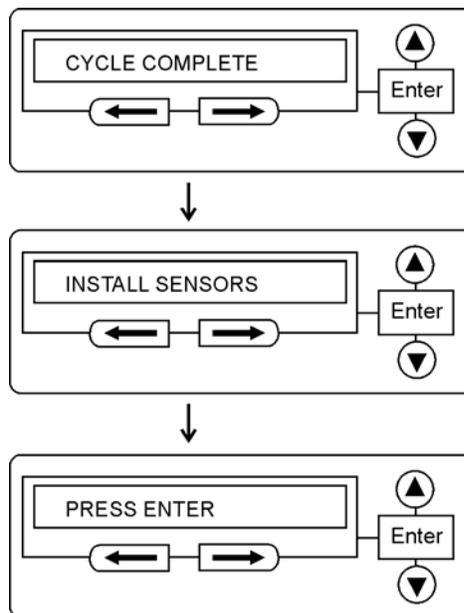 CYCLE COMPLETE
Enter
INSTALL SENSORS
Enter
PRESS ENTER
Enter